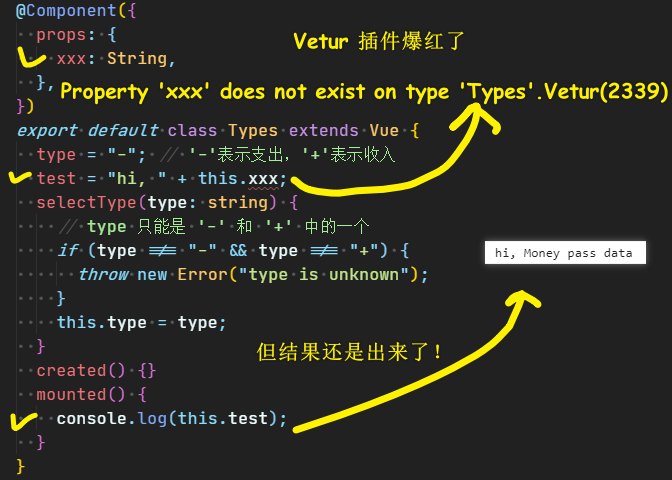 @Component({
props: {
Vetur 插件爆红了
xxx: String,
},
Property 'xxx' does not exist on type 'Types'.Vetur(2339)
})
export default class Types extends Vue {
type = "-"; // '-'表示支出，'+'表示收入
test = "hi, " + this.xxx;
selectType(type: string) {
// type 只能是 '-' 和 '+' 中的一个
if (type !== "-" && type !== "+") {
hi, Money pass data
throw new Error("type is unknown");
}
this.type = type;
}
但结果还是出来了！
created() {}
mounted() {
console.log(this.test);
}
}